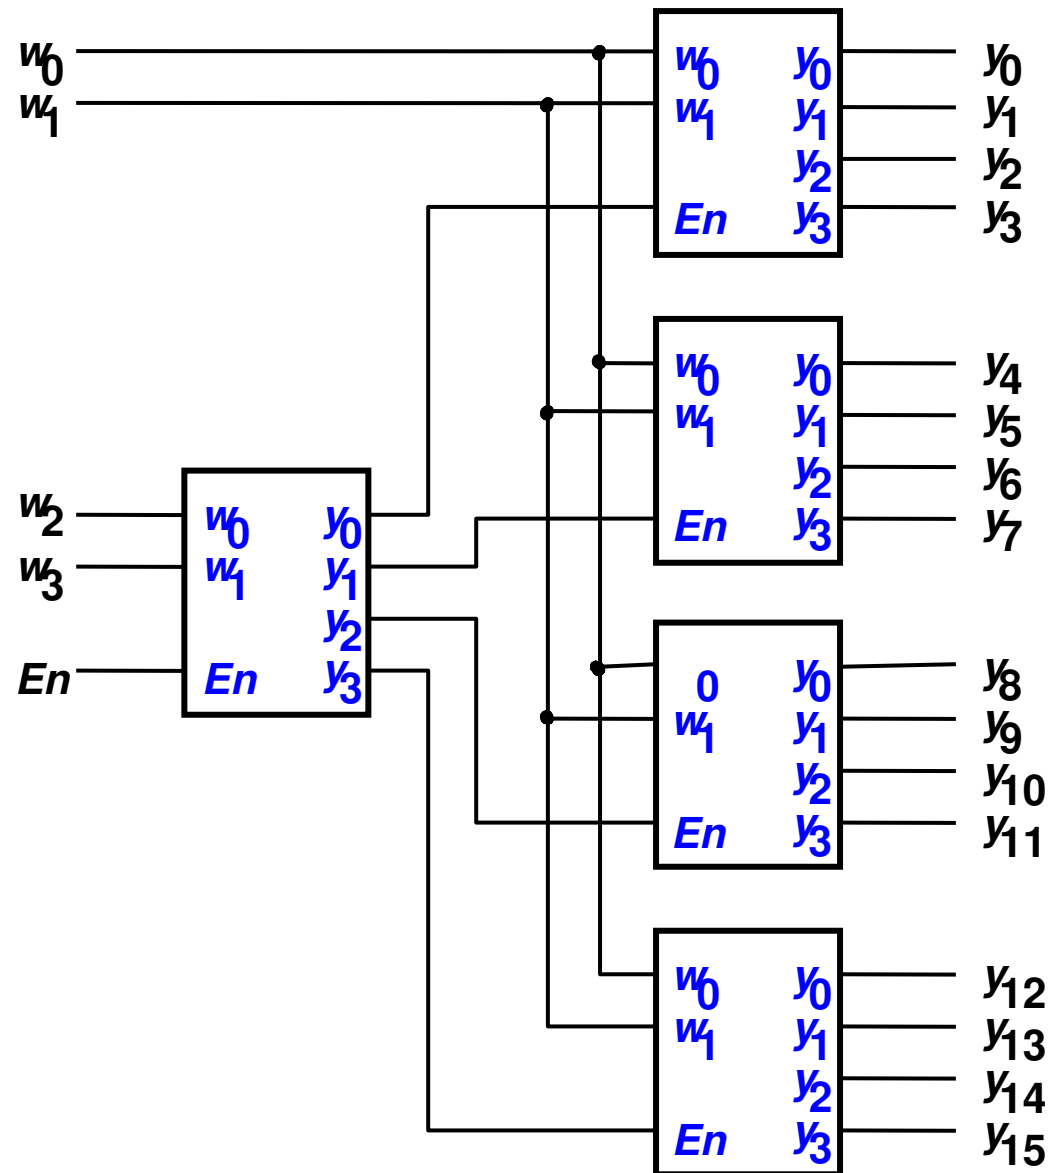 w0 w0 y0 y0
w1 w1 y1 y1
y2 y2
En y3 y3
w0 y0 y4
w1 y1 y5
y2 y6
En y3 y7
w2 w0 y0
w3 w1 y1
y2
En En y3
0 y0 y8
w1 y1 y9
y2 y10
En y3 y11
w0 y0 y12
w1 y1 y13
y2 y14
En y3 y15